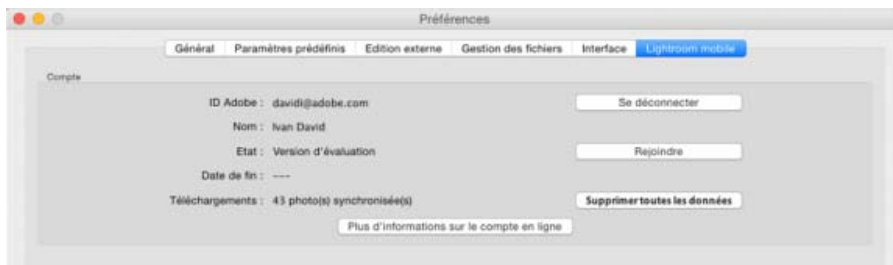 Préférences
Général Paramètres prédéfinis Edition externe Gestion des fichiers Interface Lightroom mobile
Compte
ID Adobe : davidi@adobe.com Se déconnecter
Nom : Ivan David
Etat : Version d'évaluation Rejoindre
Date de fin : ---
Téléchargements : 43 photo(s) synchronisée(s) Supprimer toutes les données
Plus d'informations sur le compte en ligne